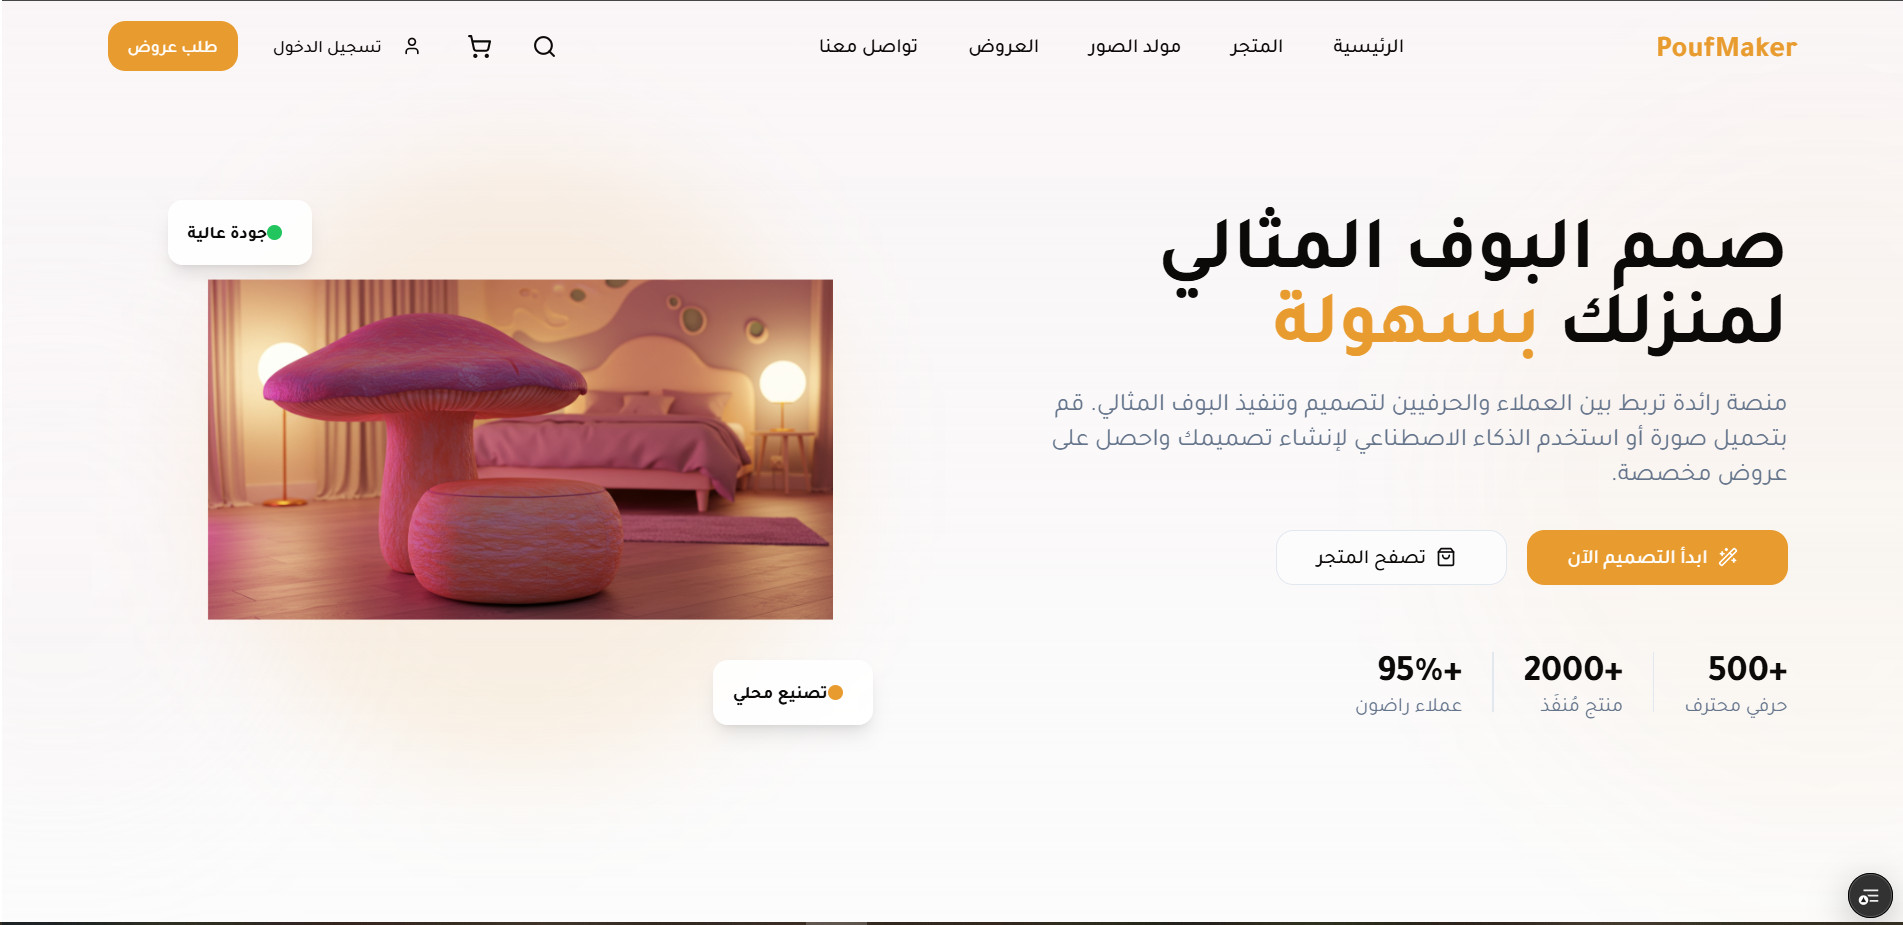 PoufMaker
الرئيسية
المتجر
مولد الصور
العروض
تواصل معنا
تسجيل الدخول
طلب عروض
صمم البوف المثالي
لمنزلك بسهولة
منصة رائدة تربط بين العملاء والحرفيين لتصميم وتنفيذ البوف المثالي. قم
بتحميل صورة أو استخدم الذكاء الاصطناعي لإنشاء تصميمك واحصل على
عروض مخصصة.
ابدأ التصميم الآن
تصفح المتجر
500+
حرفي محترف
2000+
منتج مُنفَذ
95%+
عملاء راضون
جودة عالية
تصنيع محلي